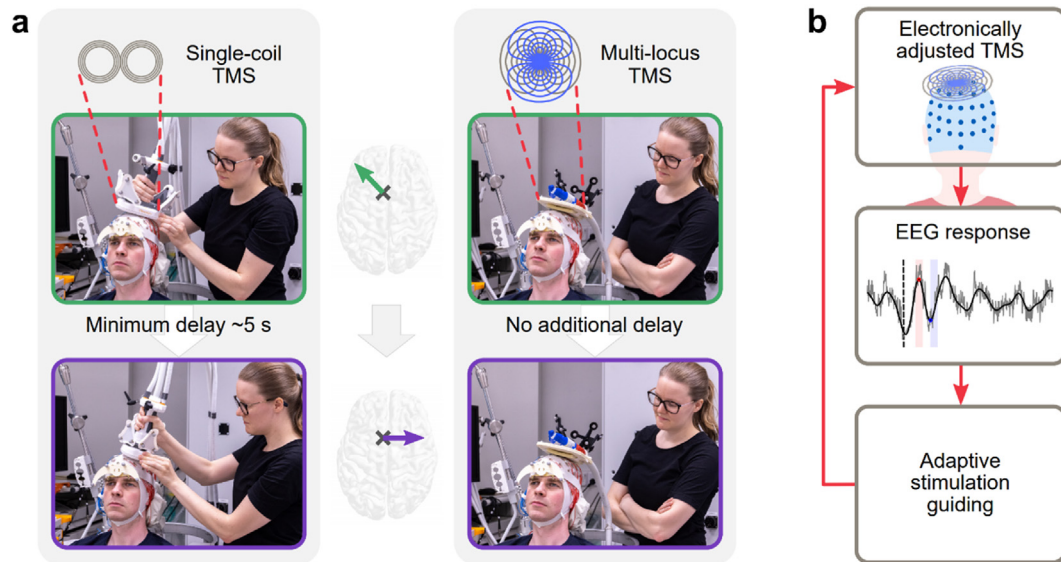 a
Single-coil
TMS
Multi-locus
TMS
Minimum delay ~5 s
No additional delay
b
Electronically
adjusted TMS
EEG response
Adaptive
stimulation
guiding